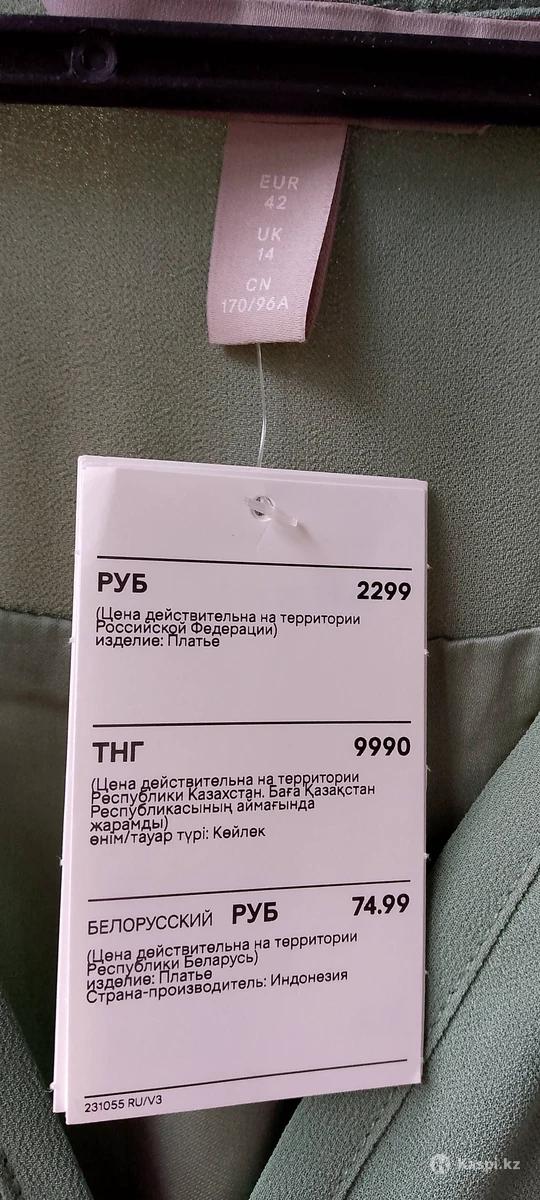 EUR
42
UK
14
CN
170/96A
РУБ 2299
(Цена действительна на территории
Российской Федерации)
изделие: Платье
ТНГ 9990
(Цена действительна на территории
Республики Казахстан. Баға Қазақстан
Республикасының аймағында
жарамды)
өнім/тауар түрі: Көйлек
БЕЛОРУССКИЙ РУБ 74.99
(Цена действительна на территории
Республики Беларусь)
изделие: Платье
Страна-производитель: Индонезия
231055 RU/V3
kaspi.kz